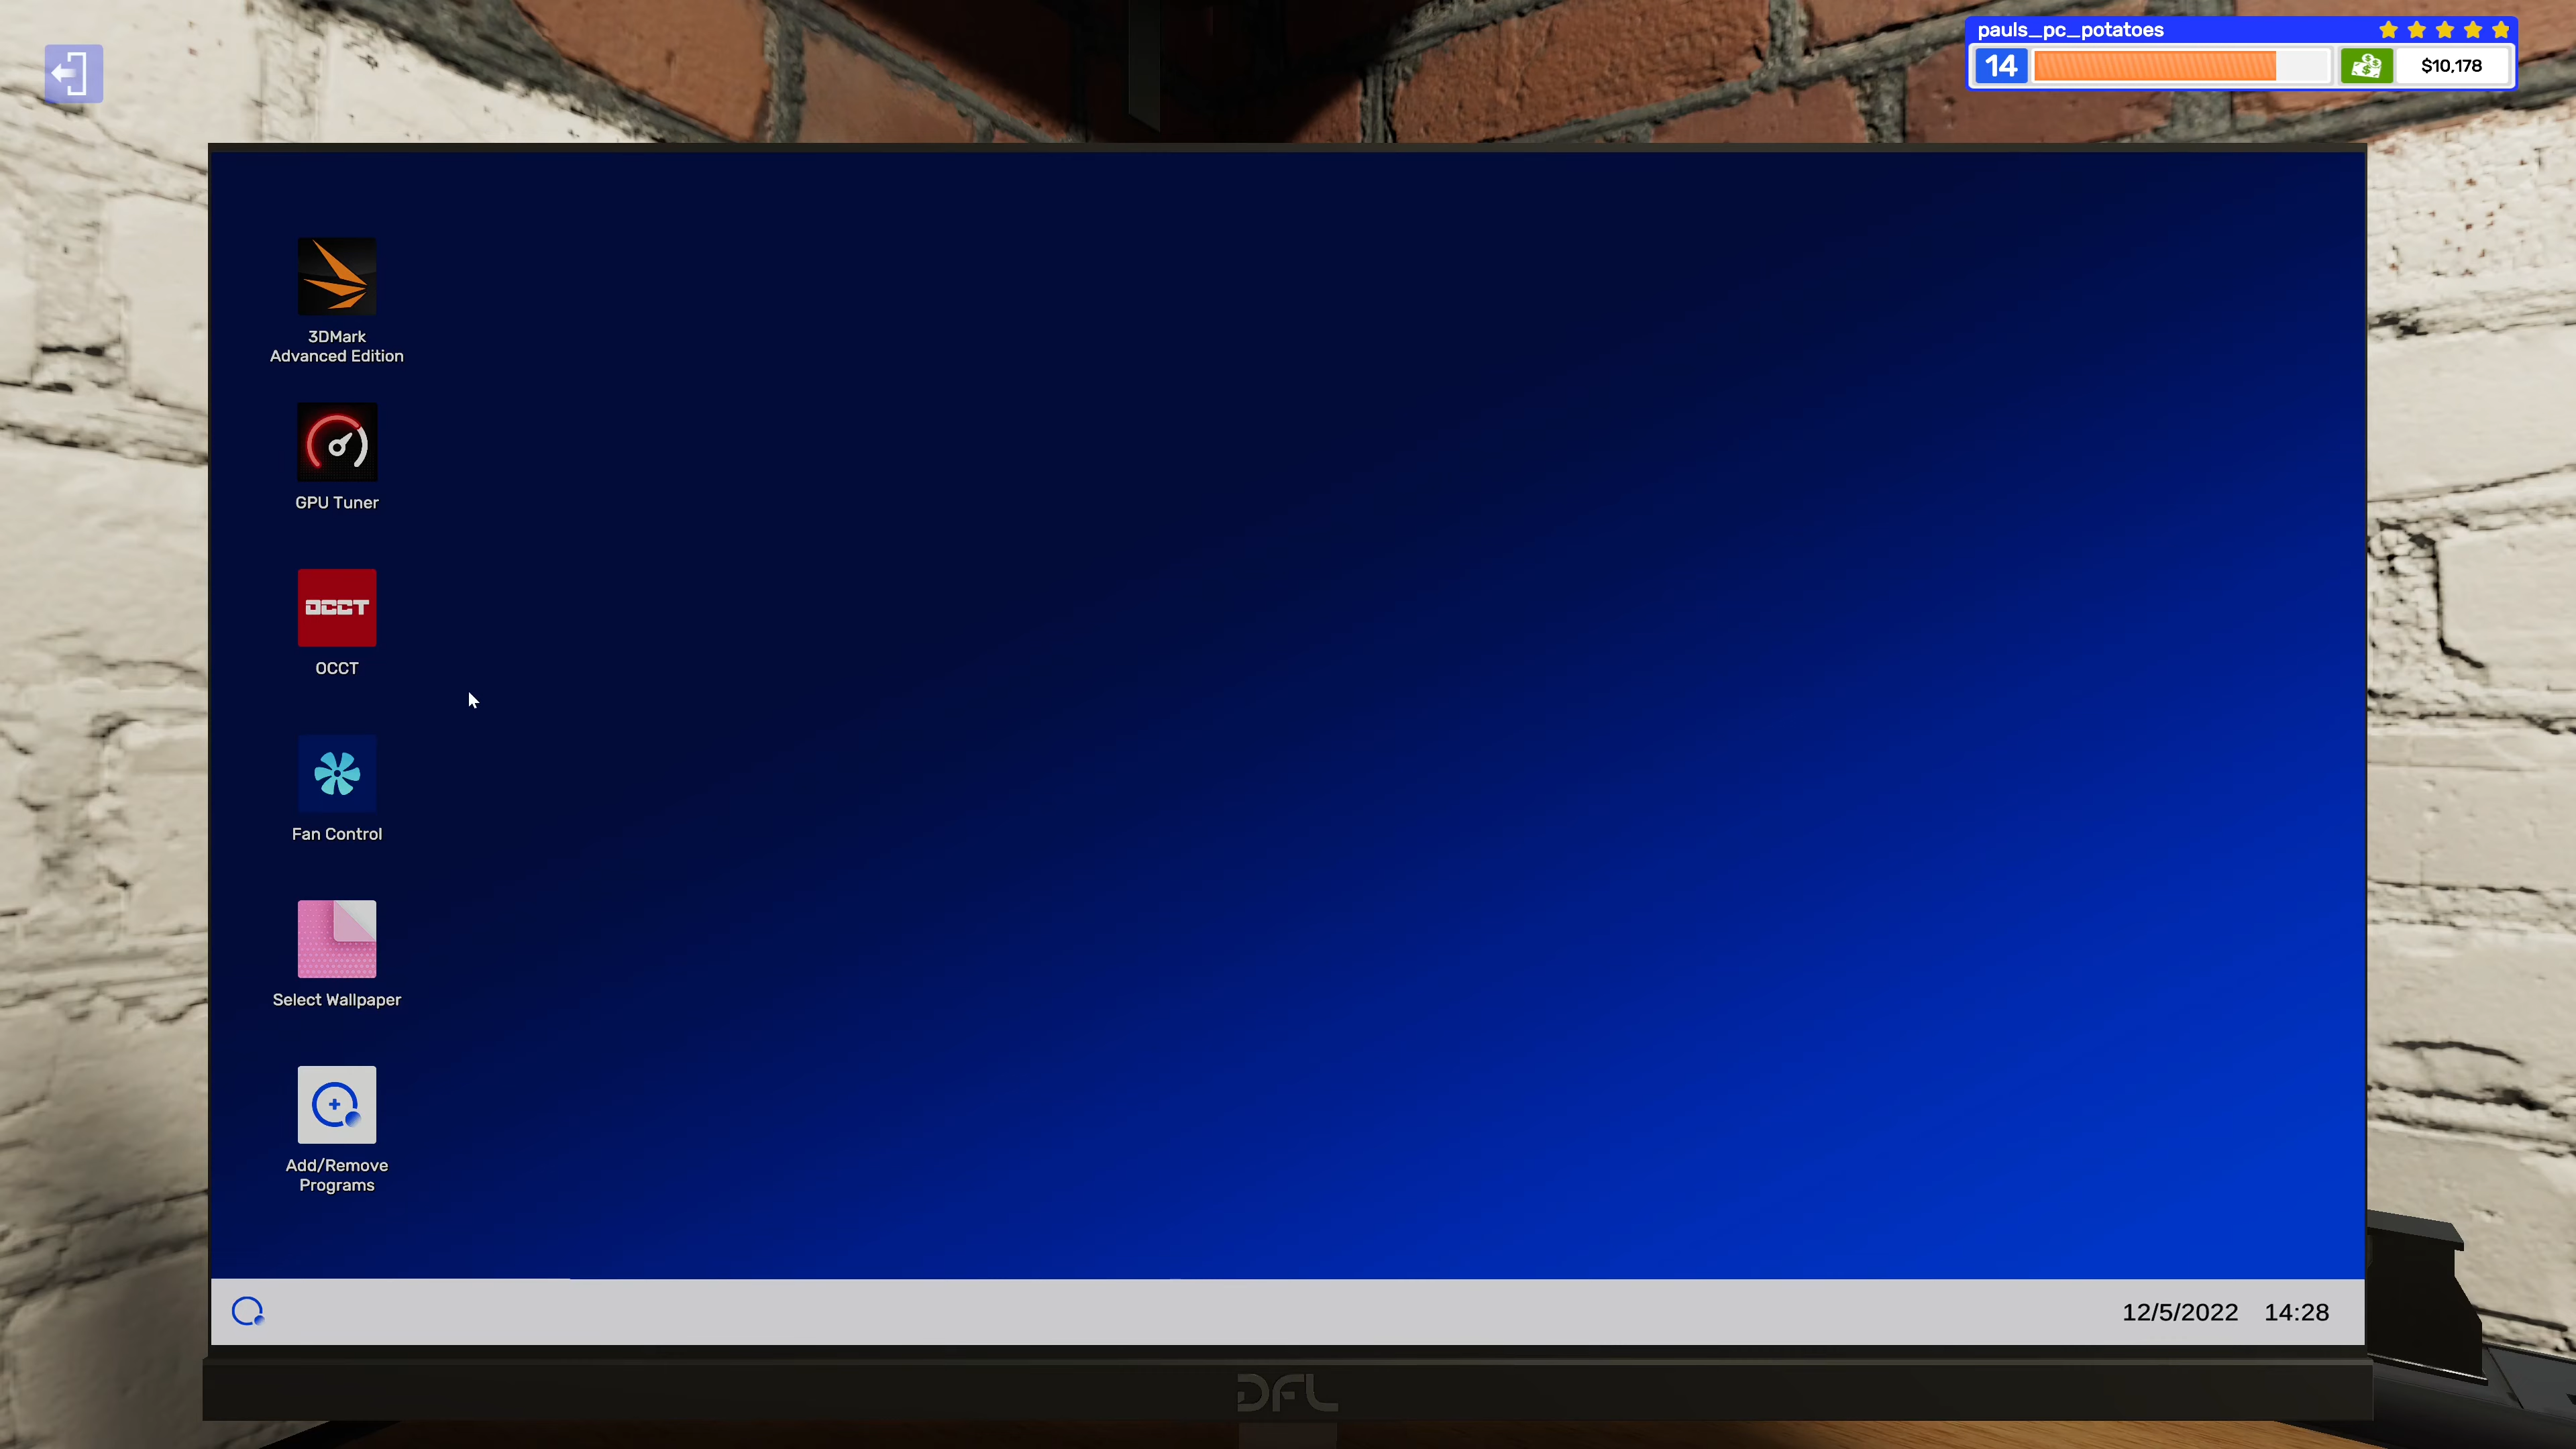 pauls_pc_potatoes
14
$10,178
3DMark
Advanced Edition
GPU Tuner
OCCT
OCCT
Fan Control
Select Wallpaper
Add/Remove
Programs
12/5/2022 14:28
DFL